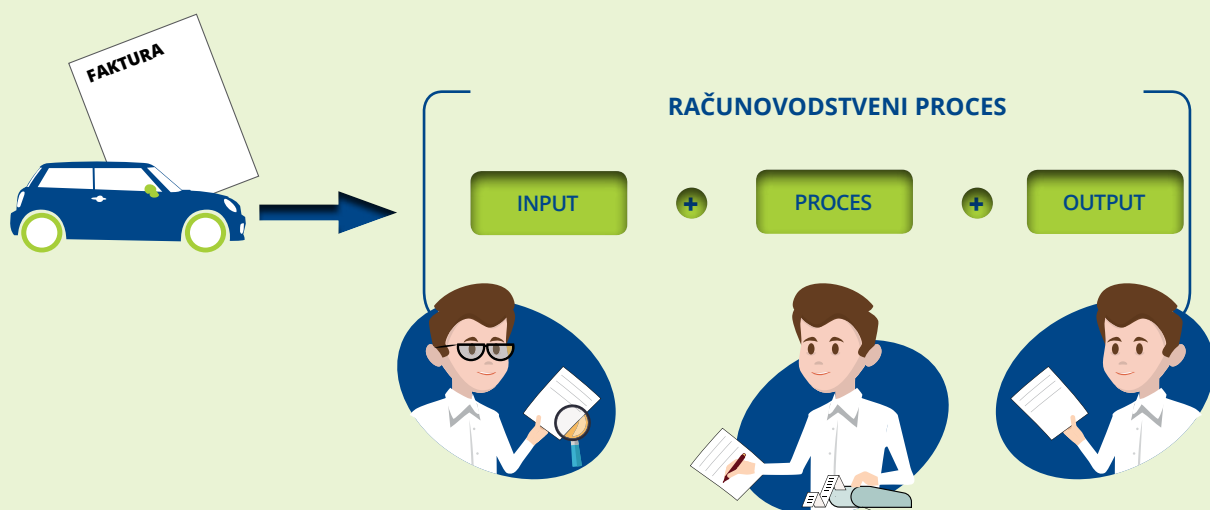 FAKTURA
RAČUNOVODSTVENI PROCES
INPUT + PROCES + OUTPUT